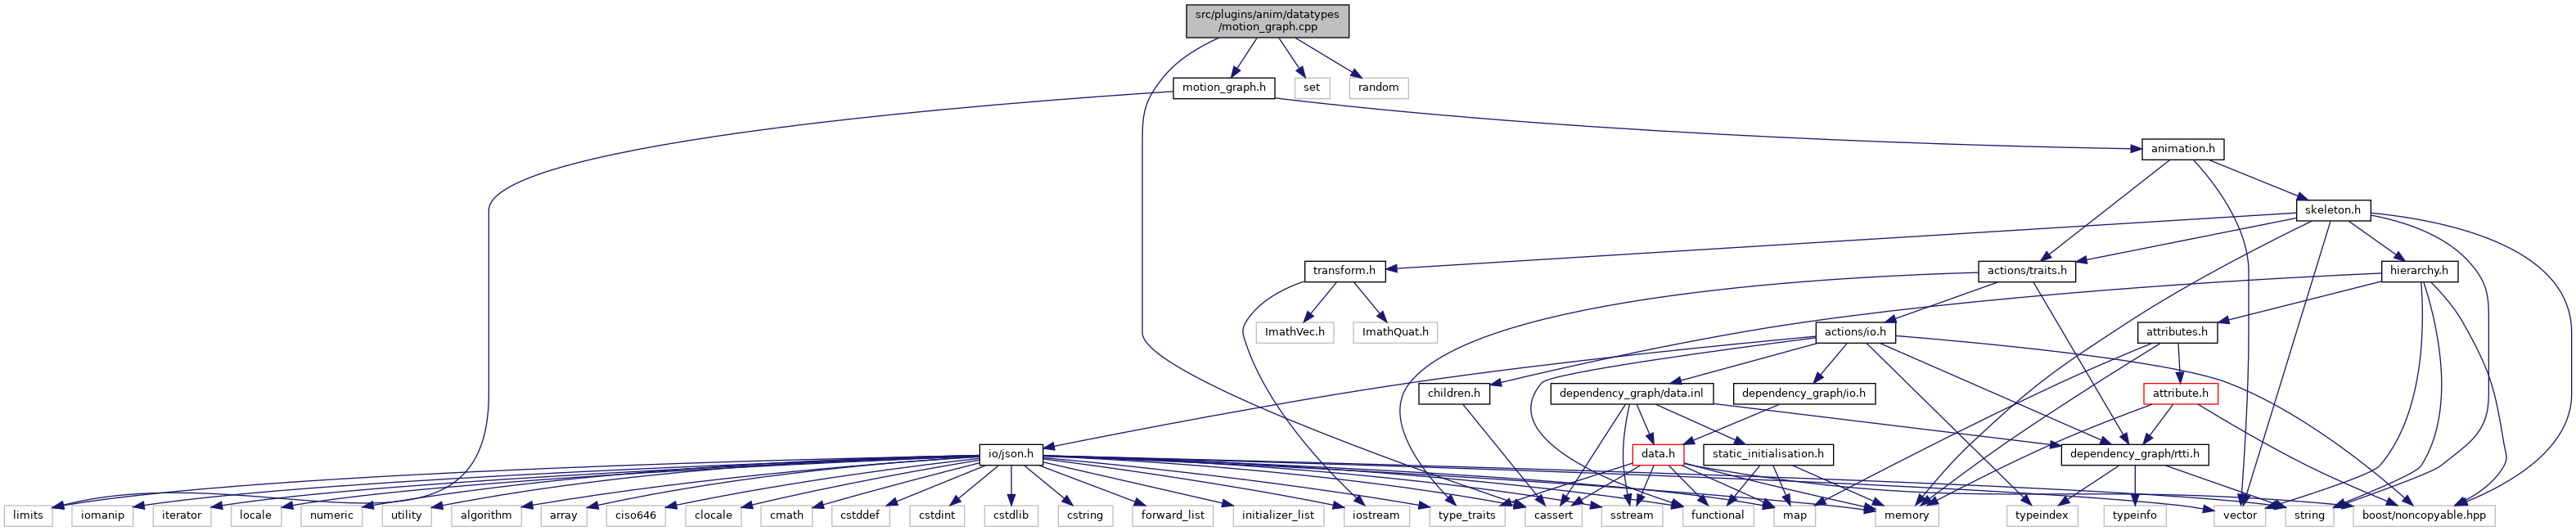 src/plugins/anim/datatypes
/motion_graph.cpp
motion_graph.h
set
random
animation.h
skeleton.h
transform.h
actions/traits.h
hierarchy.h
ImathVec.h
ImathQuat.h
actions/io.h
attributes.h
children.h
dependency_graph/data.inl
dependency_graph/io.h
attribute.h
io/json.h
data.h
static_initialisation.h
dependency_graph/rtti.h
limits
iomanip
iterator
locale
numeric
utility
algorithm
array
ciso646
clocale
cmath
cstddef
cstdint
cstdlib
cstring
forward_list
initializer_list
iostream
type_traits
cassert
sstream
functional
map
memory
typeindex
typeinfo
vector
string
boost/noncopyable.hpp